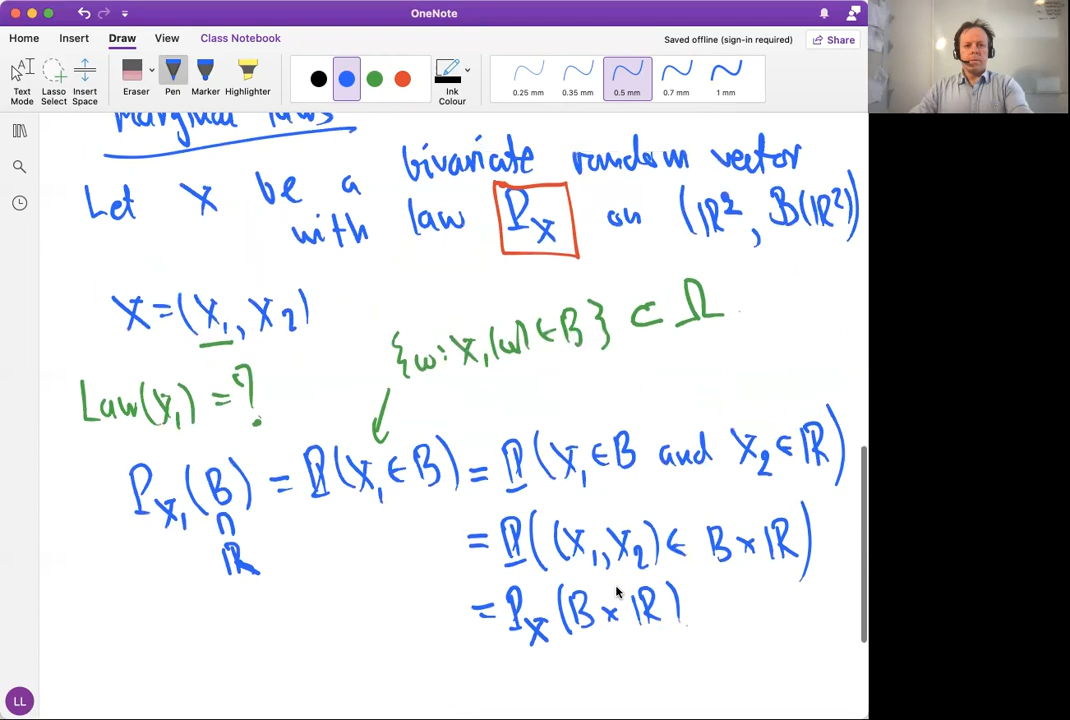 OneNote
Home Insert Draw View Class Notebook
Saved offline (sign-in required) Share
Text Mode Lasso Select Insert Space Eraser Pen Marker Highlighter Ink Colour 0.25 mm 0.35 mm 0.5 mm 0.7 mm 1 mm
Marginal laws
Let X be a bivariate random vector
with law P_X on (ℝ², B(ℝ²))
X = (X₁, X₂)
{ω: X₁(ω) ∈ B} ⊂ Ω
Law(X₁) = ?
P_X₁(B) = ℙ(X₁ ∈ B) = ℙ(X₁ ∈ B and X₂ ∈ ℝ)
∩
ℝ
= ℙ((X₁, X₂) ∈ B × ℝ)
= P_X(B × ℝ)
LL